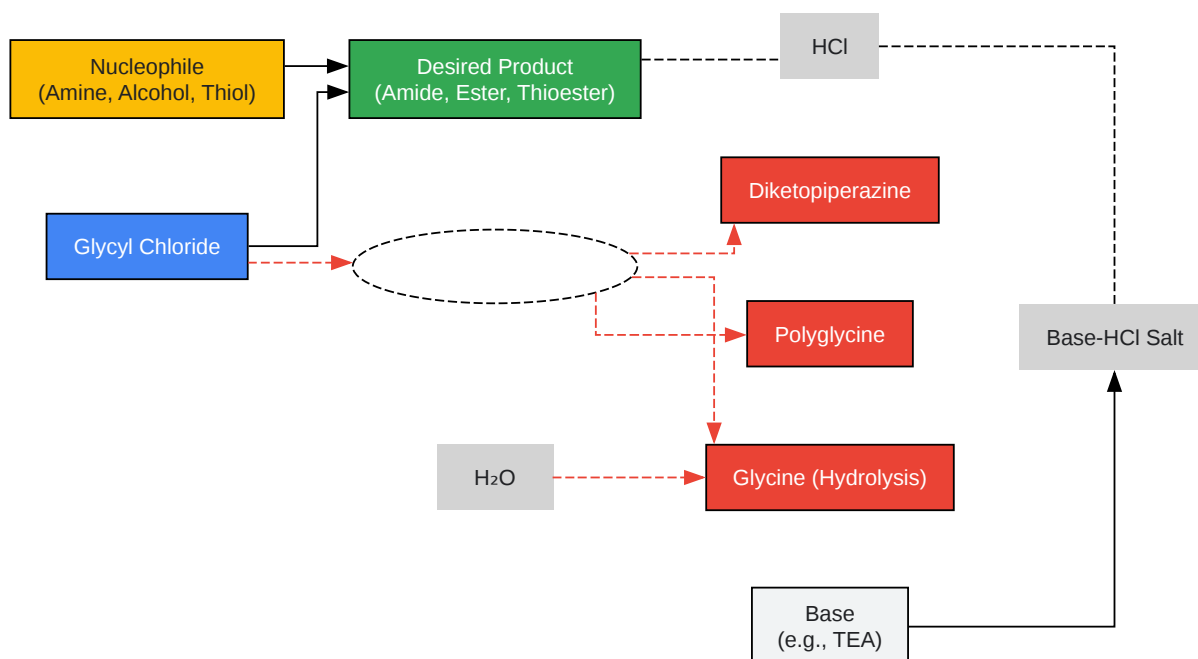 HCl
Nucleophile
(Amine, Alcohol, Thiol)
Desired Product
(Amide, Ester, Thioester)
Diketopiperazine
Glycyl Chloride
Polyglycine
Base-HCl Salt
H₂O
Glycine (Hydrolysis)
Base
(e.g., TEA)